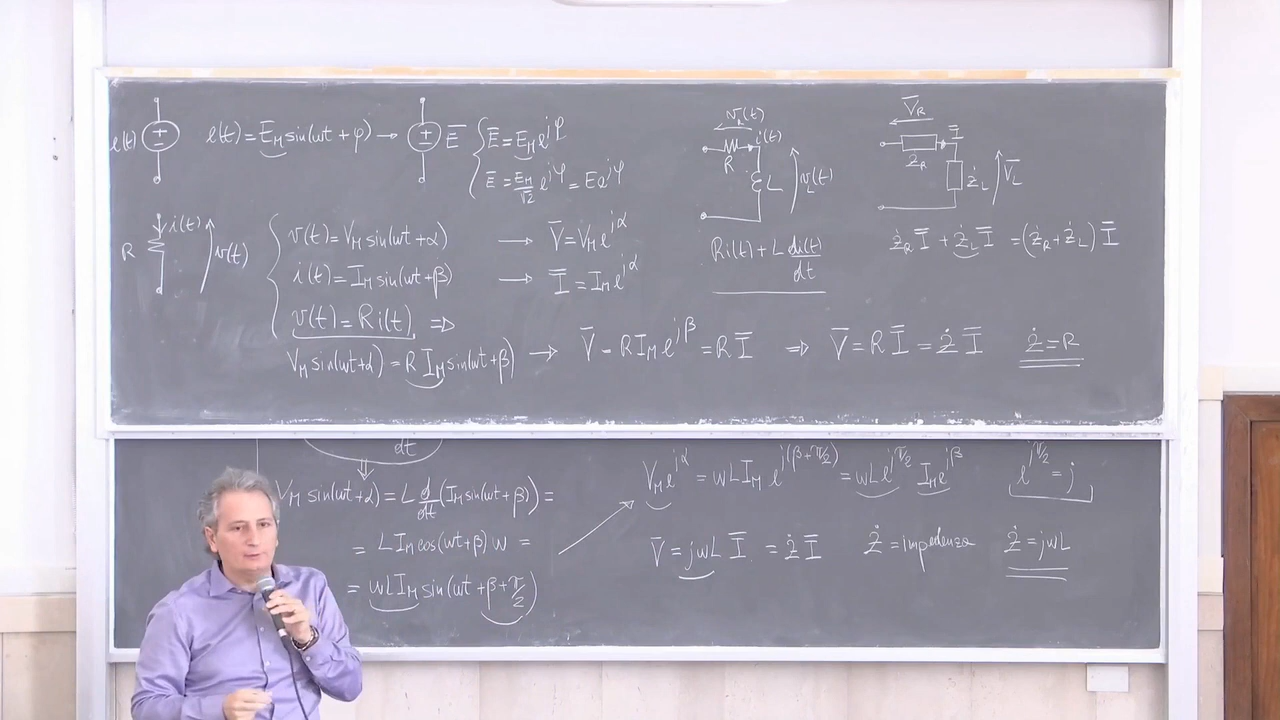 e(t)
e(t) = E_M sin(ωt + φ) →
E̅
E̅ = E_M e^{jφ}
E̅ = E_M/√2 e^{jφ} = E e^{jφ}
R
i(t)
v(t)
v(t) = V_M sin(ωt + α) → V̅ = V_M e^{jα}
i(t) = I_M sin(ωt + β) → I̅ = I_M e^{jα}
v(t) = R i(t) ⇒
V_M sin(ωt + α) = R I_M sin(ωt + β) → V̅ = R I_M e^{jβ} = R I̅ ⇒ V̅ = R I̅ = Ż I̅ Ż = R
v_R(t)
i(t)
R
L
v_L(t)
R i(t) + L di(t)/dt
V̅_R
I̅
Ż_R
Ż_L
V̅_L
Ż_R I̅ + Ż_L I̅ = (Ż_R + Ż_L) I̅
dt
V_M sin(ωt + α) = L d/dt (I_M sin(ωt + β)) =
= L I_M cos(ωt + β) ω =
= ωL I_M sin(ωt + β + π/2)
V_M e^{jα} = ωL I_M e^{j(β + π/2)} = ωL e^{jπ/2} I_M e^{jβ} e^{jπ/2} = j
V̅ = jωL I̅ = Ż I̅ Ż = impedenza Ż = jωL